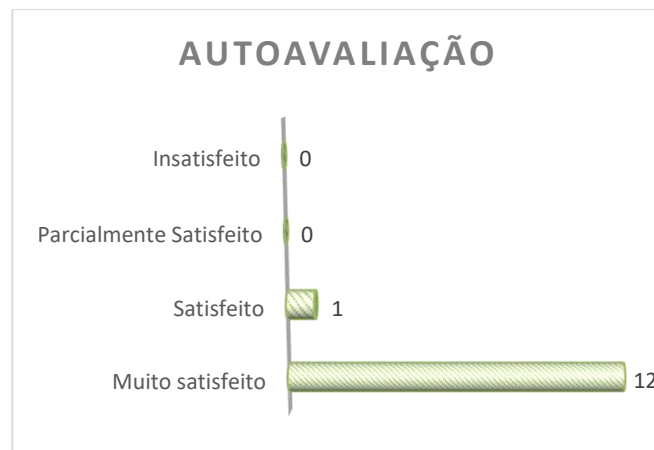 AUTOAVALIAÇÃO
Insatisfeito 0
Parcialmente Satisfeito 0
Satisfeito 1
Muito satisfeito 12